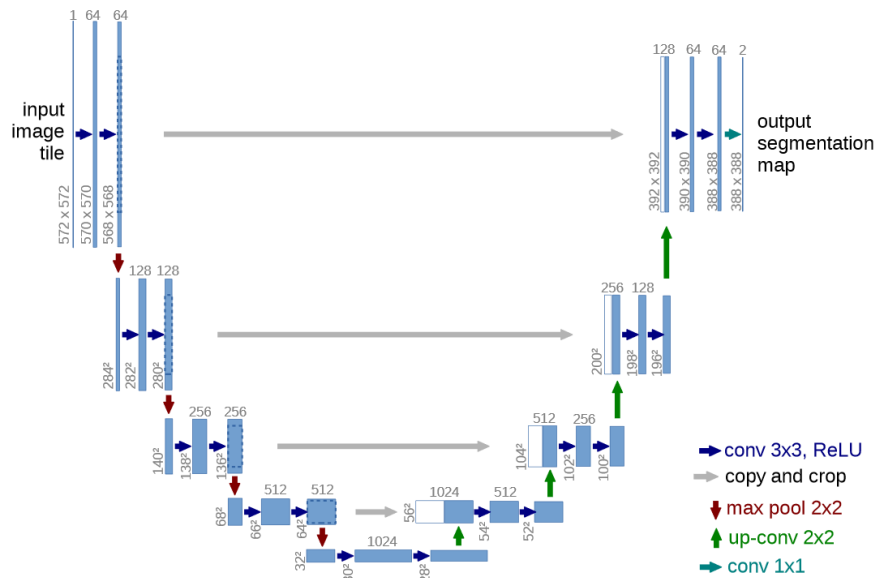 1 64 64
128 64 64 2
input
image
tile
output
segmentation
map
572 x 572
570 x 570
568 x 568
392 x 392
390 x 390
388 x 388
388 x 388
128 128
256 128
284²
282²
280²
200²
198²
196²
256 256
512 256
140²
138²
136²
104²
102²
100²
conv 3x3, ReLU
copy and crop
max pool 2x2
up-conv 2x2
conv 1x1
512 512
1024 512
68²
66²
64²
56²
54²
52²
1024
32²
30²
28²